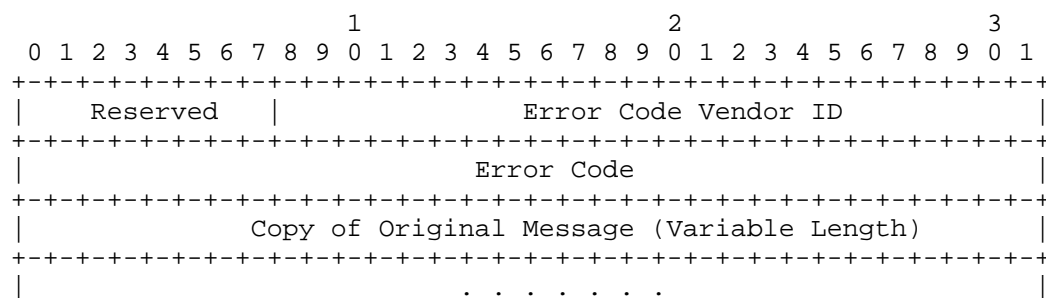 1                   2                   3
 0 1 2 3 4 5 6 7 8 9 0 1 2 3 4 5 6 7 8 9 0 1 2 3 4 5 6 7 8 9 0 1
+-+-+-+-+-+-+-+-+-+-+-+-+-+-+-+-+-+-+-+-+-+-+-+-+-+-+-+-+-+-+-+-+
|    Reserved   |               Error Code Vendor ID            |
+-+-+-+-+-+-+-+-+-+-+-+-+-+-+-+-+-+-+-+-+-+-+-+-+-+-+-+-+-+-+-+-+
|                            Error Code                         |
+-+-+-+-+-+-+-+-+-+-+-+-+-+-+-+-+-+-+-+-+-+-+-+-+-+-+-+-+-+-+-+-+
|              Copy of Original Message (Variable Length)       |
+-+-+-+-+-+-+-+-+-+-+-+-+-+-+-+-+-+-+-+-+-+-+-+-+-+-+-+-+-+-+-+-+
|                           . . . . . . .                       |